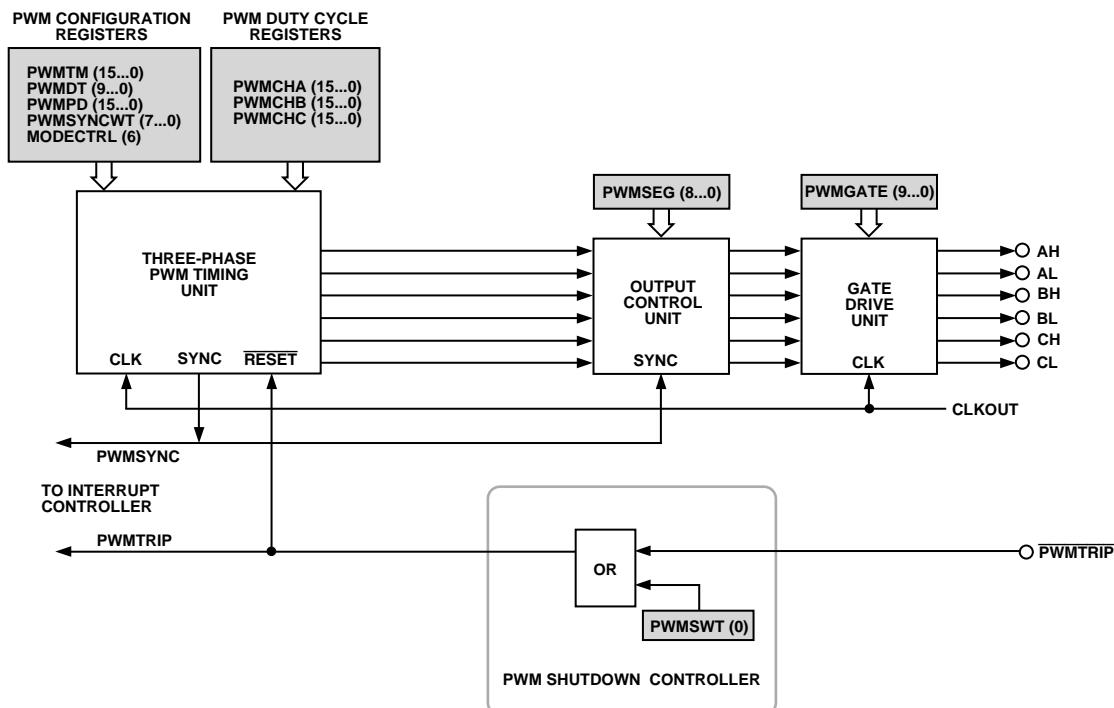 PWM CONFIGURATION
REGISTERS
PWM DUTY CYCLE
REGISTERS
PWMTM (15...0)
PWMDT (9...0)
PWMPD (15...0)
PWMSYNCWT (7...0)
MODECTRL (6)
PWMCHA (15...0)
PWMCHB (15...0)
PWMCHC (15...0)
PWMSEG (8...0)
PWMGATE (9...0)
THREE-PHASE
PWM TIMING
UNIT
CLK
SYNC
RESET
OUTPUT
CONTROL
UNIT
SYNC
GATE
DRIVE
UNIT
CLK
AH
AL
BH
BL
CH
CL
CLKOUT
PWMSYNC
TO INTERRUPT
CONTROLLER
PWMTRIP
OR
PWMTRIP
PWMSWT (0)
PWM SHUTDOWN CONTROLLER